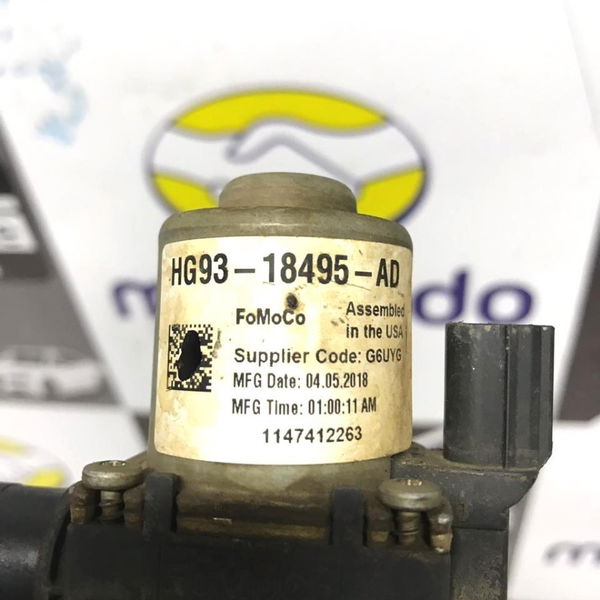 HG93-18495-AD
FoMoCo
Assembled
in the USA
Supplier Code: G6UYG
MFG Date: 04.05.2018
MFG Time: 01:00:11 AM
1147412263